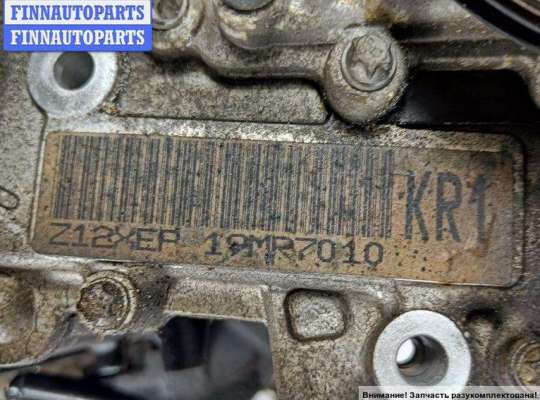 FINNAUTOPARTS
FINNAUTOPARTS
KR1
Z12XEP 19MR7010
Внимание! Запчасть разукомплектована!